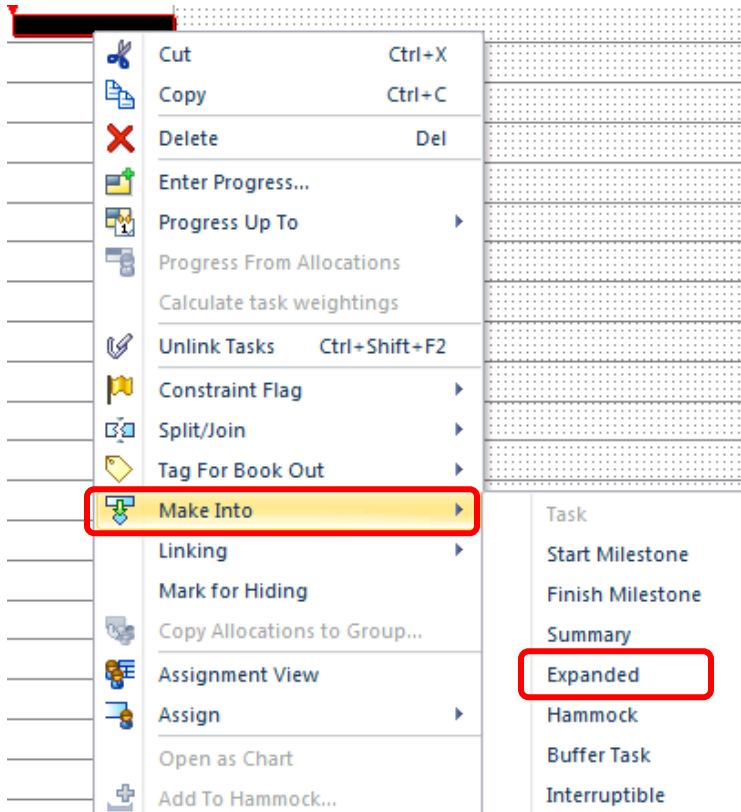 Cut Ctrl+X
Copy Ctrl+C
Delete Del
Enter Progress...
Progress Up To
Progress From Allocations
Calculate task weightings
Unlink Tasks Ctrl+Shift+F2
Constraint Flag
Split/Join
Tag For Book Out
Make Into
Linking
Mark for Hiding
Copy Allocations to Group...
Assignment View
Assign
Open as Chart
Add To Hammock...
Task
Start Milestone
Finish Milestone
Summary
Expanded
Hammock
Buffer Task
Interruptible